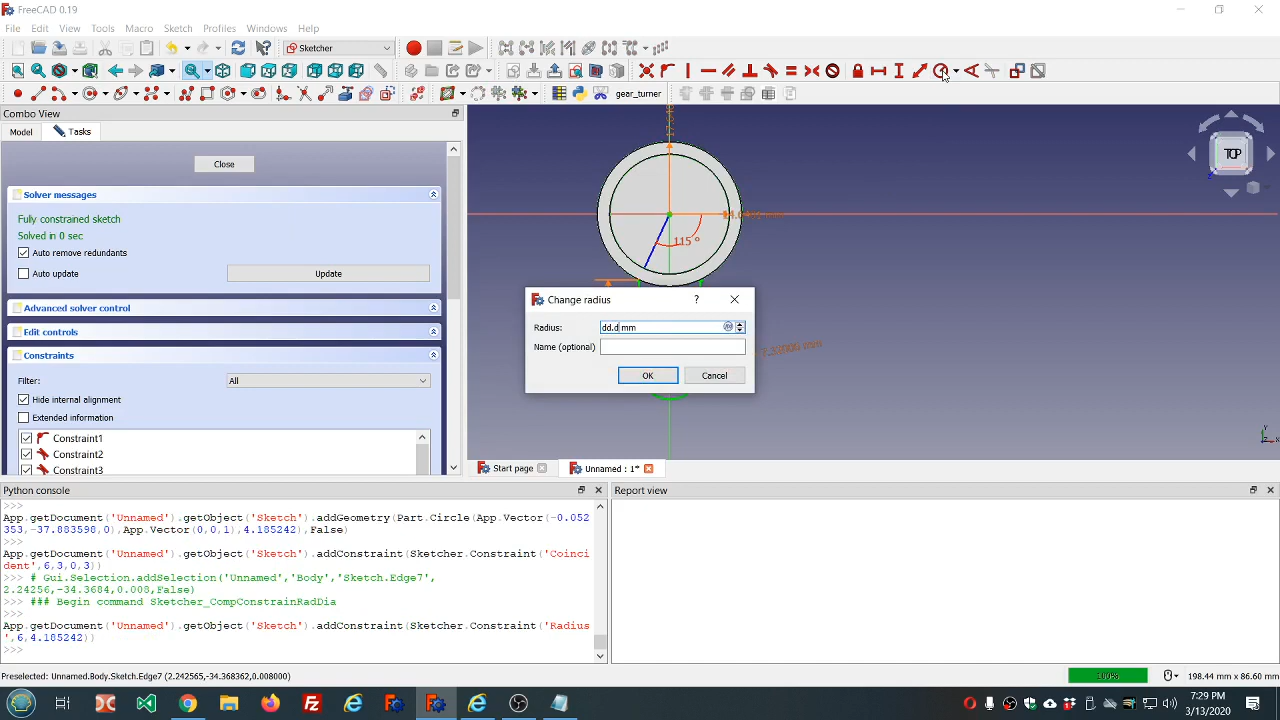 FreeCAD 0.19
File Edit View Tools Macro Sketch Profiles Windows Help
Sketcher
gear_turner
Combo View
Model Tasks
Close
Solver messages
Fully constrained sketch
Solved in 0 sec
Auto remove redundants
Auto update Update
Advanced solver control
Edit controls
Constraints
Filter: All
Hide internal alignment
Extended information
Constraint1
Constraint2
Constraint3
115 °
TOP
Change radius
Radius: dd.d mm
Name (optional)
OK Cancel
Start page Unnamed : 1*
Python console
>>>
App.getDocument('Unnamed').getObject('Sketch').addGeometry(Part.Circle(App.Vector(-0.052
353,-37.883598,0),App.Vector(0,0,1),4.185242),False)
>>>
App.getDocument('Unnamed').getObject('Sketch').addConstraint(Sketcher.Constraint('Coinci
dent',6,3,0,3))
>>> # Gui.Selection.addSelection('Unnamed','Body','Sketch.Edge7',
2.24256,-34.3684,0.008,False)
>>> ### Begin command Sketcher_CompConstrainRadDia
>>>
App.getDocument('Unnamed').getObject('Sketch').addConstraint(Sketcher.Constraint('Radius
',6,4.185242))
>>>
Report view
Preselected: Unnamed.Body.Sketch.Edge7 (2.242565,-34.368362,0.008000)
100%
198.44 mm x 86.60 mm
7:29 PM
3/13/2020